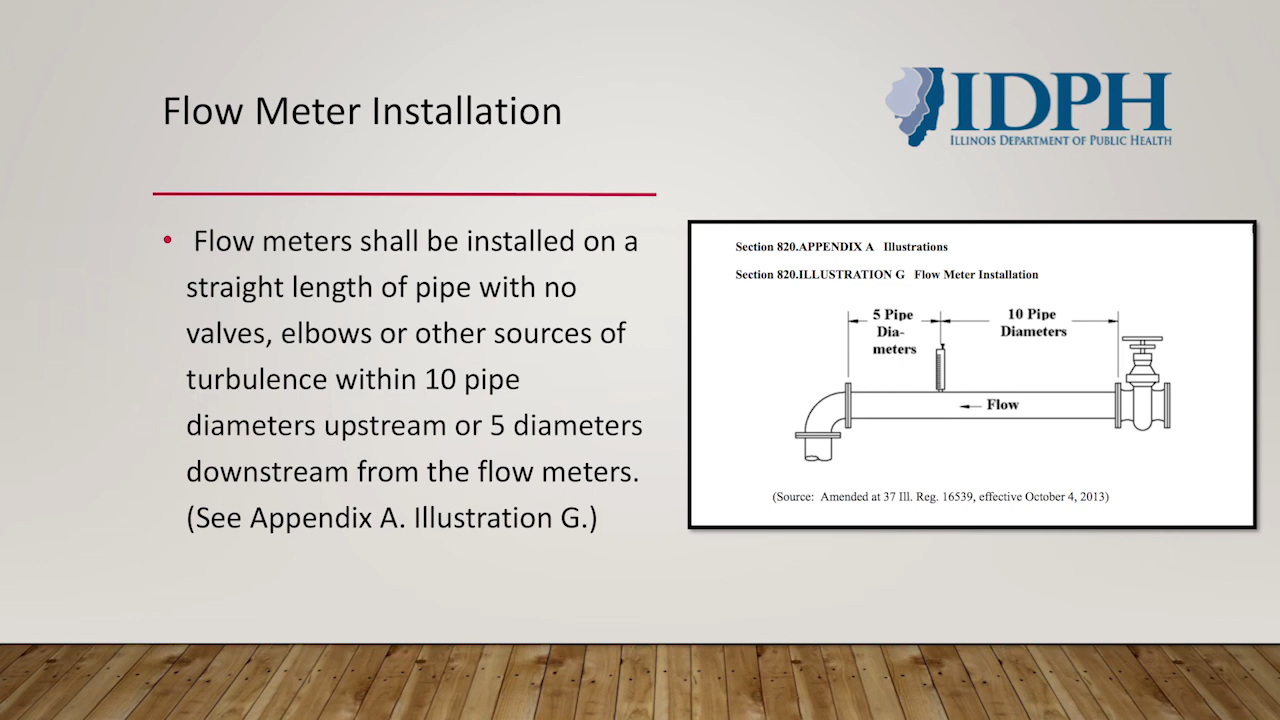 Flow Meter Installation
IDPH
ILLINOIS DEPARTMENT OF PUBLIC HEALTH
• Flow meters shall be installed on a
straight length of pipe with no
valves, elbows or other sources of
turbulence within 10 pipe
diameters upstream or 5 diameters
downstream from the flow meters.
(See Appendix A. Illustration G.)
Section 820.APPENDIX A Illustrations
Section 820.ILLUSTRATION G Flow Meter Installation
5 Pipe
Dia-
meters
10 Pipe
Diameters
Flow
(Source: Amended at 37 Ill. Reg. 16539, effective October 4, 2013)